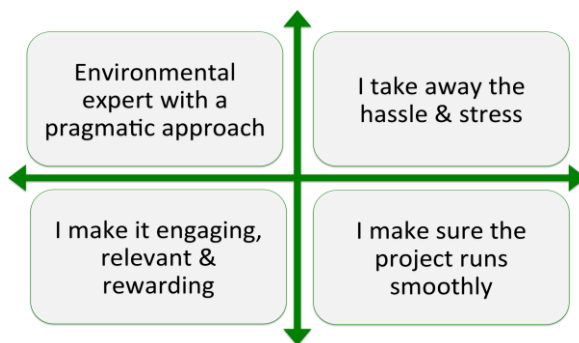 Environmental
expert with a
pragmatic approach
I take away the
hassle & stress
I make it engaging,
relevant &
rewarding
I make sure the
project runs
smoothly